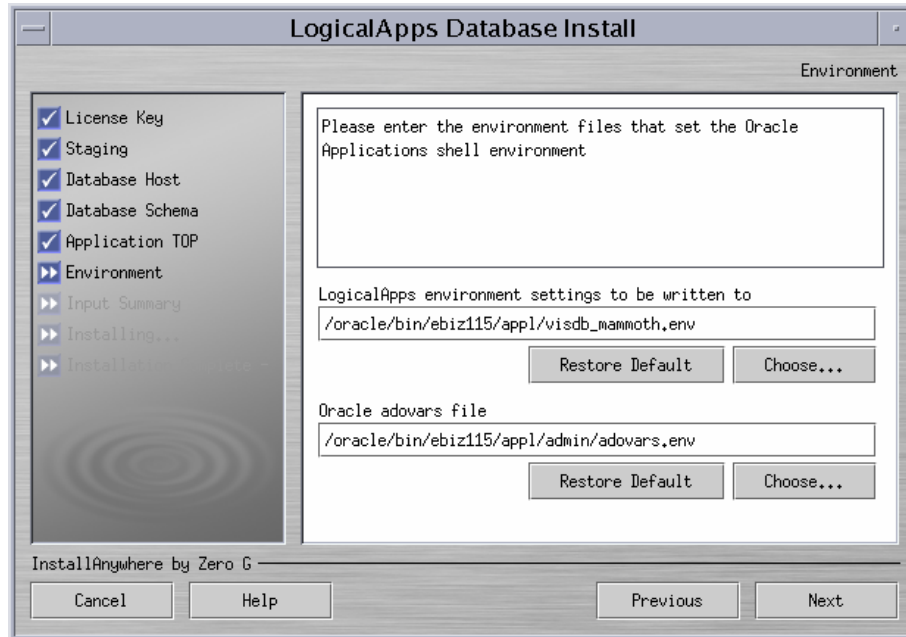 LogicalApps Database Install
Environment
License Key
Staging
Database Host
Database Schema
Application TOP
Environment
Input Summary
Installing...
Installation
Please enter the environment files that set the Oracle
Applications shell environment
LogicalApps environment settings to be written to
/oracle/bin/ebiz115/appl/visdb_mammoth.env
Restore Default
Choose...
Oracle adovars file
/oracle/bin/ebiz115/appl/admin/adovars.env
Restore Default
Choose...
InstallAnywhere by Zero G
Cancel
Help
Previous
Next